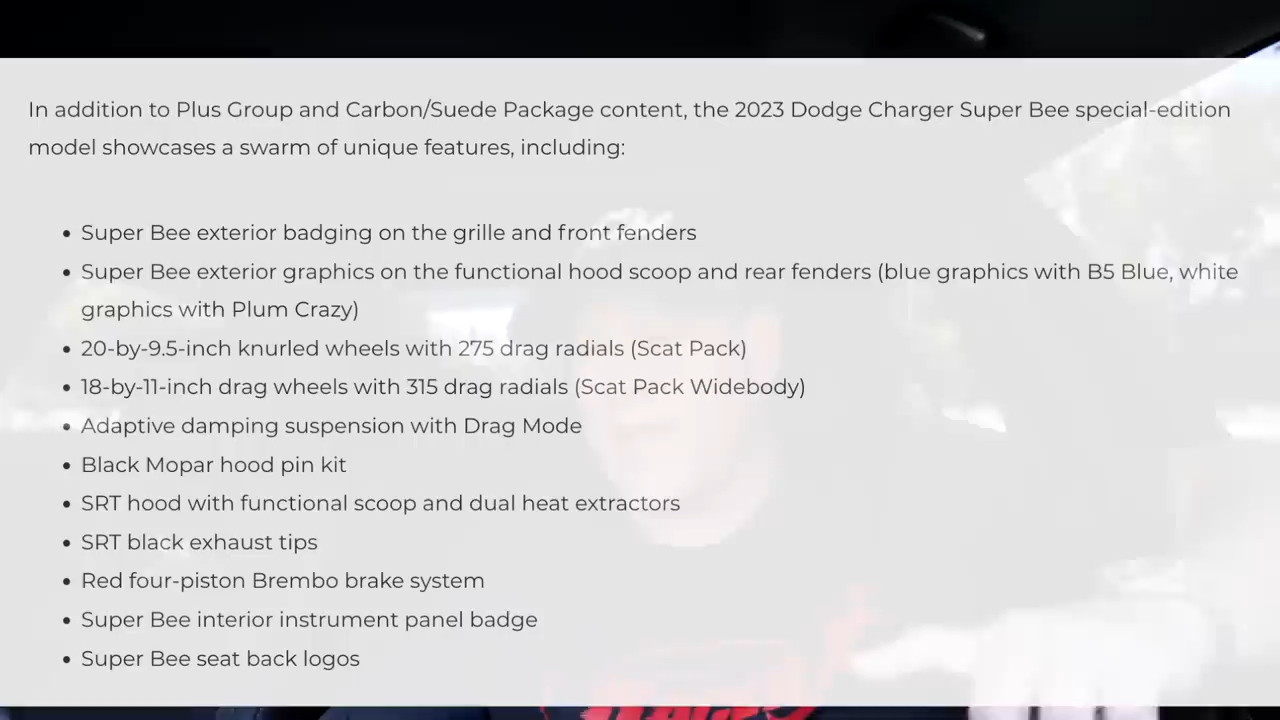 In addition to Plus Group and Carbon/Suede Package content, the 2023 Dodge Charger Super Bee special-edition
model showcases a swarm of unique features, including:
• Super Bee exterior badging on the grille and front fenders
• Super Bee exterior graphics on the functional hood scoop and rear fenders (blue graphics with B5 Blue, white
graphics with Plum Crazy)
• 20-by-9.5-inch knurled wheels with 275 drag radials (Scat Pack)
• 18-by-11-inch drag wheels with 315 drag radials (Scat Pack Widebody)
• Adaptive damping suspension with Drag Mode
• Black Mopar hood pin kit
• SRT hood with functional scoop and dual heat extractors
• SRT black exhaust tips
• Red four-piston Brembo brake system
• Super Bee interior instrument panel badge
• Super Bee seat back logos